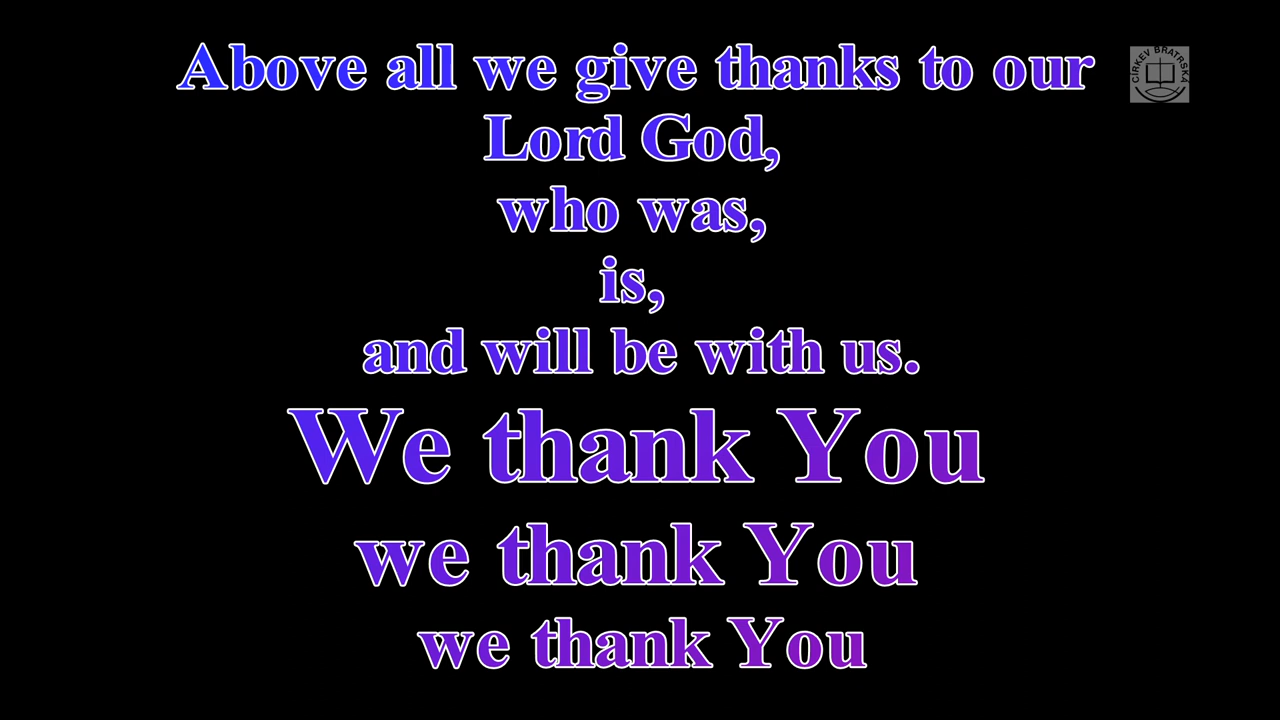 Above all we give thanks to our
Lord God,
who was,
is,
and will be with us.
We thank You
we thank You
we thank You
CÍRKEV BRATRSKÁ